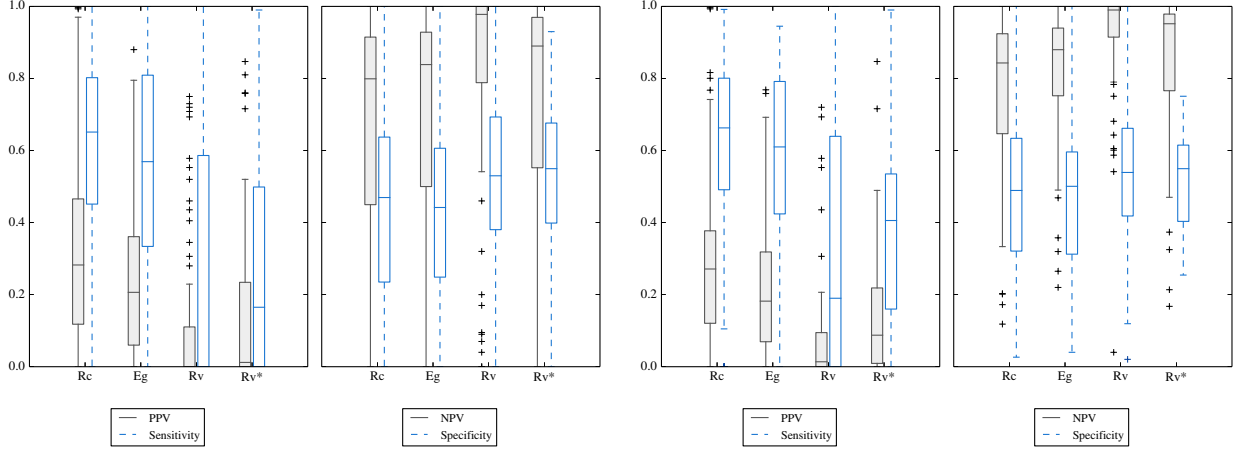 1.0
0.8
0.6
0.4
0.2
0.0
Rc Eg Rv Rv*
PPV
Sensitivity
Rc Eg Rv Rv*
NPV
Specificity
1.0
0.8
0.6
0.4
0.2
0.0
Rc Eg Rv Rv*
PPV
Sensitivity
Rc Eg Rv Rv*
NPV
Specificity